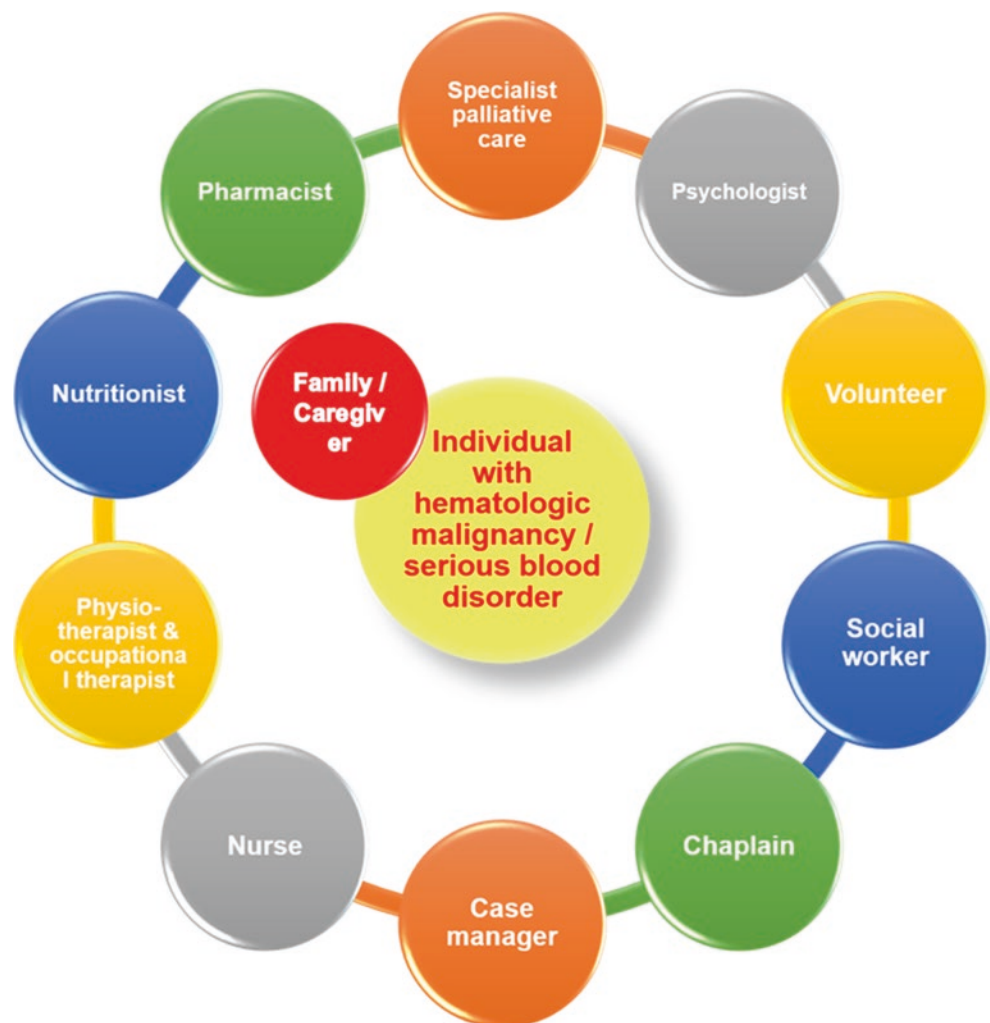 Specialist
palliative
care
Psychologist
Volunteer
Social
worker
Chaplain
Case
manager
Nurse
Physio-
therapist &
occupationa
l therapist
Nutritionist
Pharmacist
Family /
Caregiv
er
Individual
with
hematologic
malignancy /
serious blood
disorder